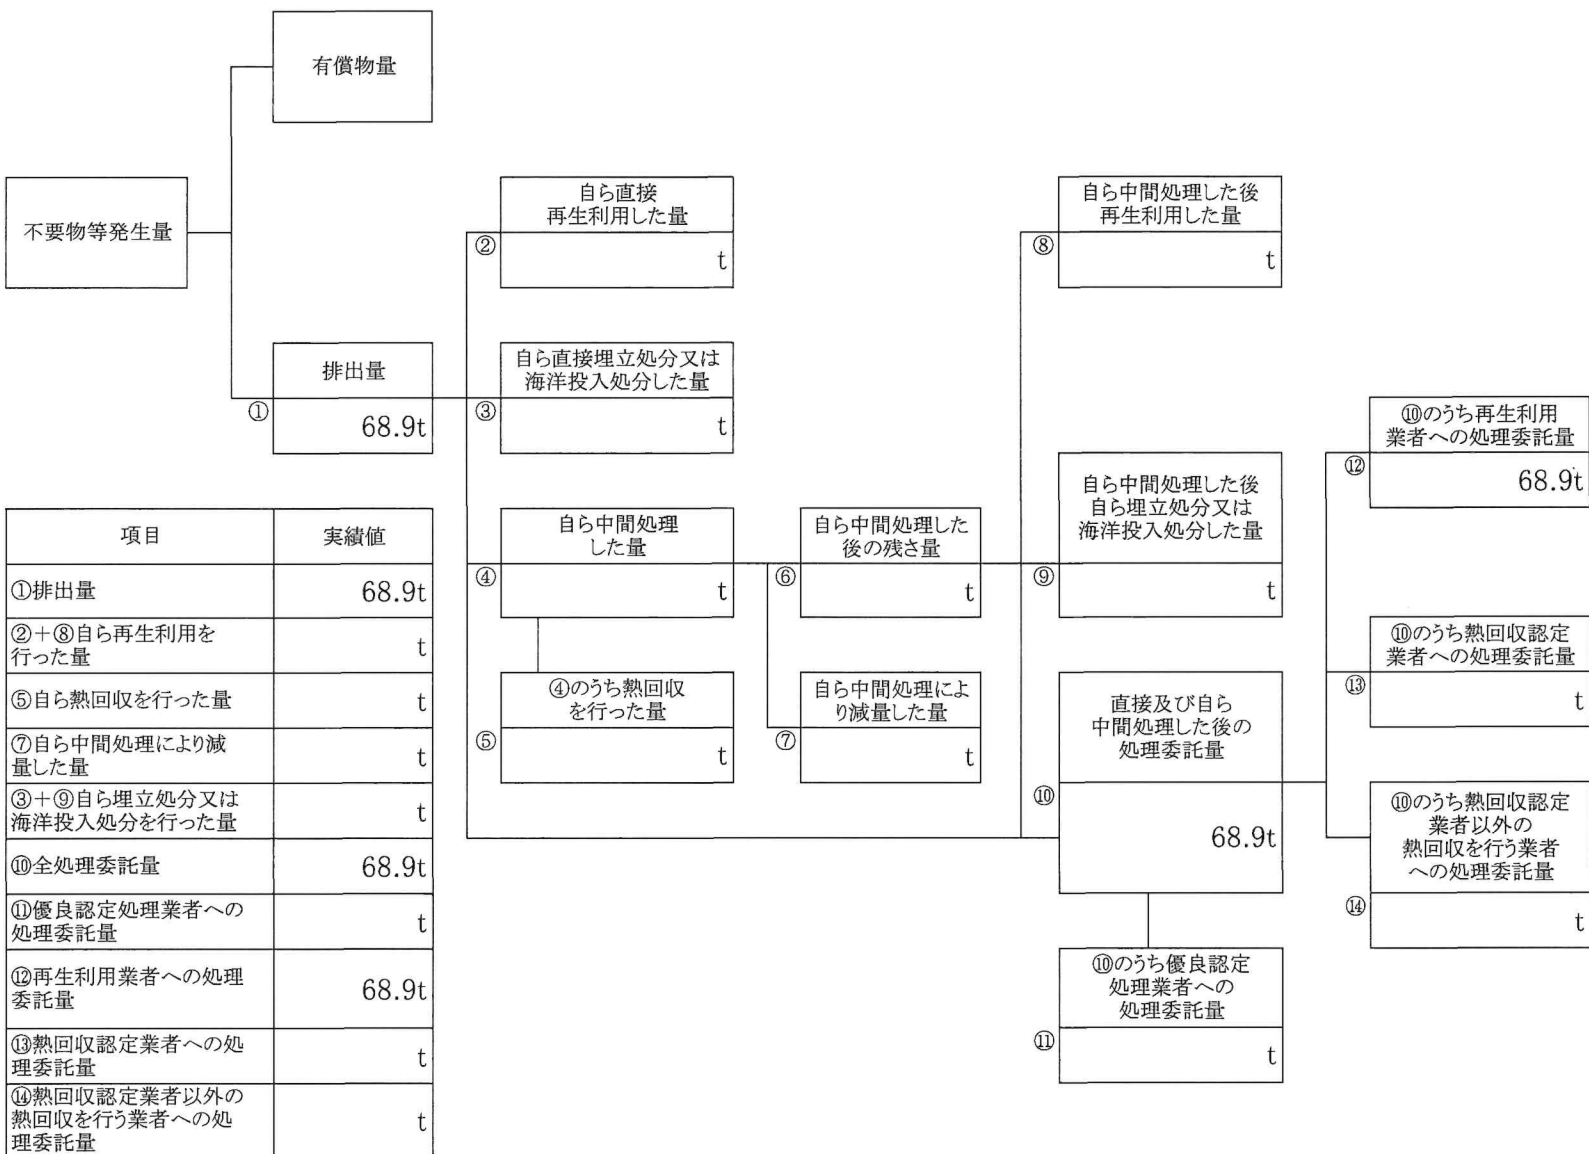 有償物量
不要物等発生量
排出量
①
68.9t
自ら直接
再生利用した量
②
t
自ら直接埋立処分又は
海洋投入処分した量
③
t
自ら中間処理
した量
④
t
④のうち熱回収
を行った量
⑤
t
自ら中間処理した
後の残さ量
⑥
t
自ら中間処理によ
り減量した量
⑦
t
自ら中間処理した後
再生利用した量
⑧
t
自ら中間処理した後
自ら埋立処分又は
海洋投入処分した量
⑨
t
直接及び自ら
中間処理した後の
処理委託量
⑩
68.9t
⑩のうち優良認定
処理業者への
処理委託量
⑪
t
⑩のうち再生利用
業者への処理委託量
⑫
68.9t
⑩のうち熱回収認定
業者への処理委託量
⑬
t
⑩のうち熱回収認定
業者以外の
熱回収を行う業者
への処理委託量
⑭
t
項目 実績値
①排出量 68.9t
②＋⑧自ら再生利用を
行った量 t
⑤自ら熱回収を行った量 t
⑦自ら中間処理により減
量した量 t
③＋⑨自ら埋立処分又は
海洋投入処分を行った量 t
⑩全処理委託量 68.9t
⑪優良認定処理業者への
処理委託量 t
⑫再生利用業者への処理
委託量 68.9t
⑬熱回収認定業者への処
理委託量 t
⑭熱回収認定業者以外の
熱回収を行う業者への処
理委託量 t